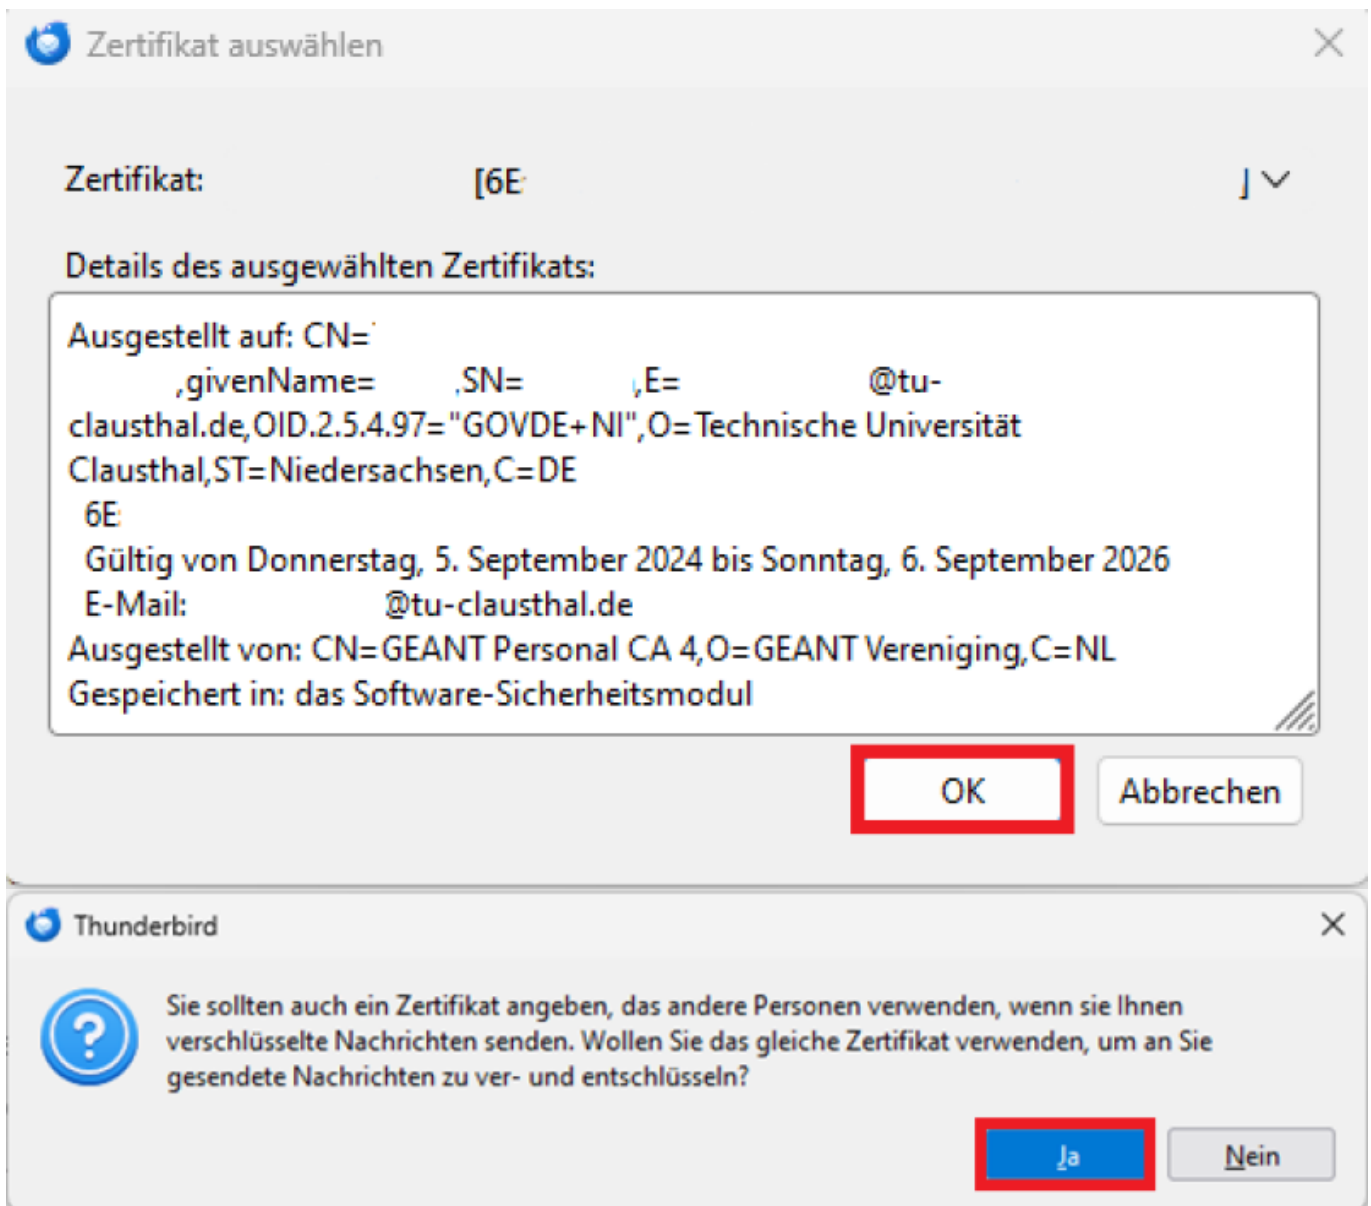 Zertifikat auswählen
Zertifikat: [6E ]
Details des ausgewählten Zertifikats:
Ausgestellt auf: CN=
,givenName= ,SN= ,E= @tu-
clausthal.de,OID.2.5.4.97="GOVDE+NI",O=Technische Universität
Clausthal,ST=Niedersachsen,C=DE
6E
Gültig von Donnerstag, 5. September 2024 bis Sonntag, 6. September 2026
E-Mail: @tu-clausthal.de
Ausgestellt von: CN=GEANT Personal CA 4,O=GEANT Vereniging,C=NL
Gespeichert in: das Software-Sicherheitsmodul
OK Abbrechen
Thunderbird
Sie sollten auch ein Zertifikat angeben, das andere Personen verwenden, wenn sie Ihnen
verschlüsselte Nachrichten senden. Wollen Sie das gleiche Zertifikat verwenden, um an Sie
gesendete Nachrichten zu ver- und entschlüsseln?
Ja Nein